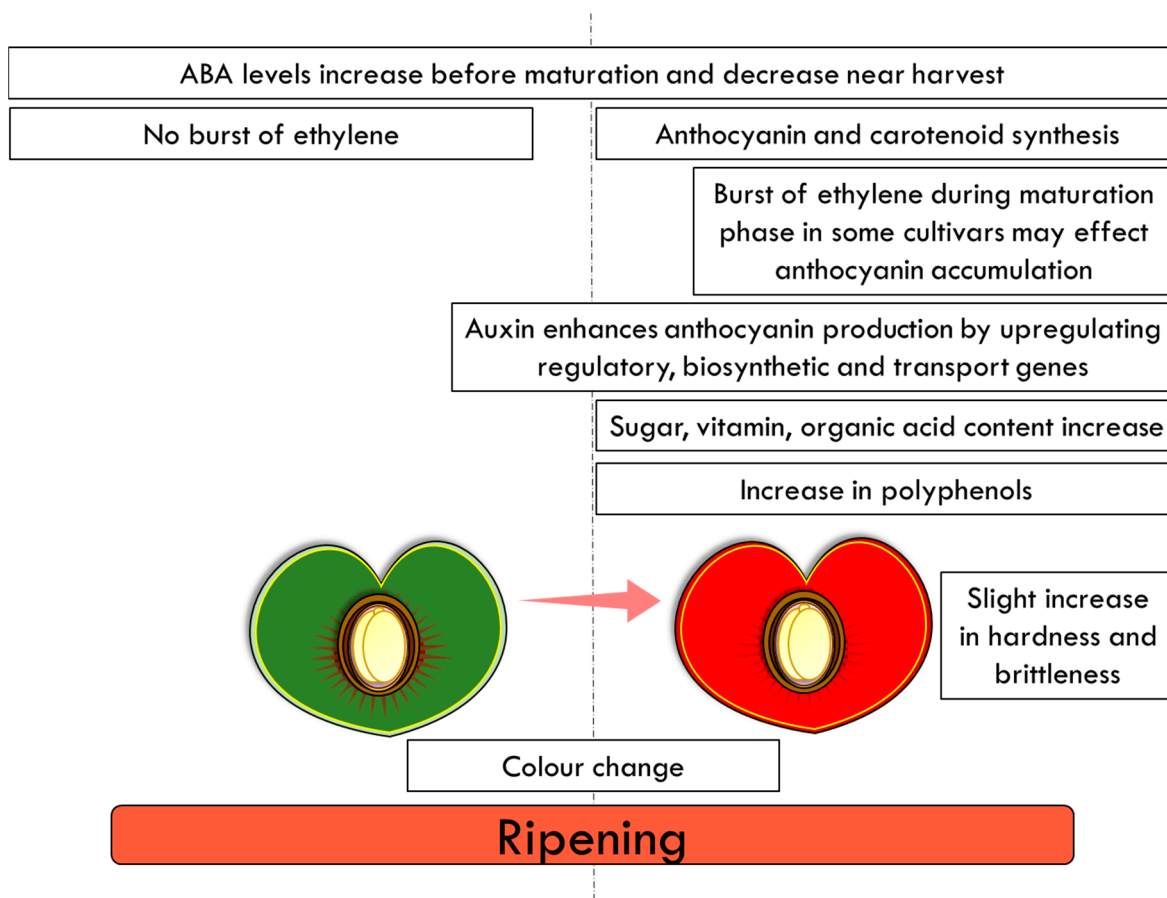 ABA levels increase before maturation and decrease near harvest
No burst of ethylene
Anthocyanin and carotenoid synthesis
Burst of ethylene during maturation
phase in some cultivars may effect
anthocyanin accumulation
Auxin enhances anthocyanin production by upregulating
regulatory, biosynthetic and transport genes
Sugar, vitamin, organic acid content increase
Increase in polyphenols
Slight increase
in hardness and
brittleness
Colour change
Ripening